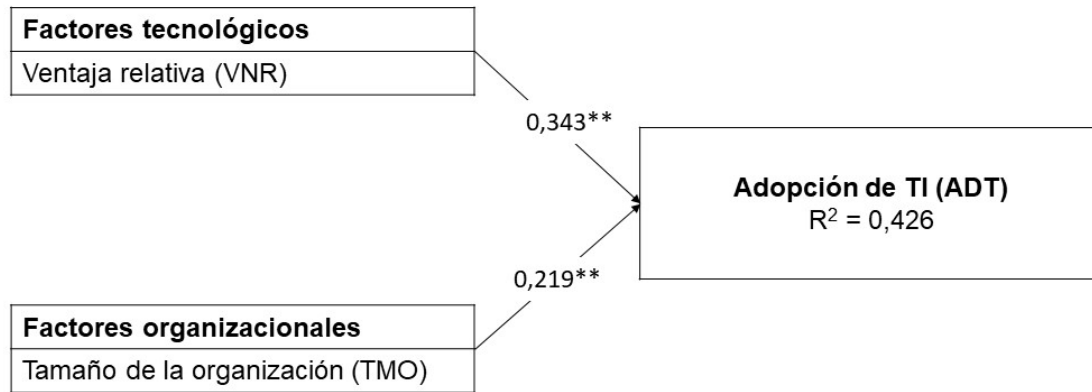 Factores tecnológicos
Ventaja relativa (VNR)
0,343**
Adopción de TI (ADT)
R² = 0,426
0,219**
Factores organizacionales
Tamaño de la organización (TMO)